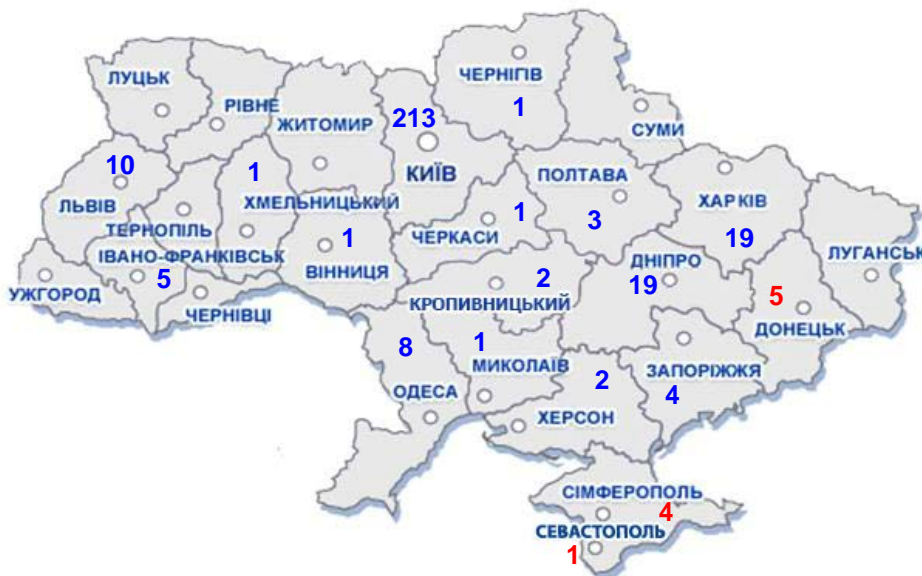 ЧЕРНІГІВ
1
ЛУЦЬК
РІВНЕ
ЖИТОМИР
213
КИЇВ
СУМИ
10
ЛЬВІВ
1
ХМЕЛЬНИЦЬКИЙ
ТЕРНОПІЛЬ
ІВАНО-ФРАНКІВСЬК
5
1
ВІННИЦЯ
1
ЧЕРКАСИ
ПОЛТАВА
3
ХАРКІВ
19
ЛУГАНСЬК
УЖГОРОД
ЧЕРНІВЦІ
2
КРОПИВНИЦЬКИЙ
ДНІПРО
19
5
ДОНЕЦЬК
8
ОДЕСА
1
МИКОЛАЇВ
2
ХЕРСОН
ЗАПОРІЖЖЯ
4
СІМФЕРОПОЛЬ
4
СЕВАСТОПОЛЬ
1